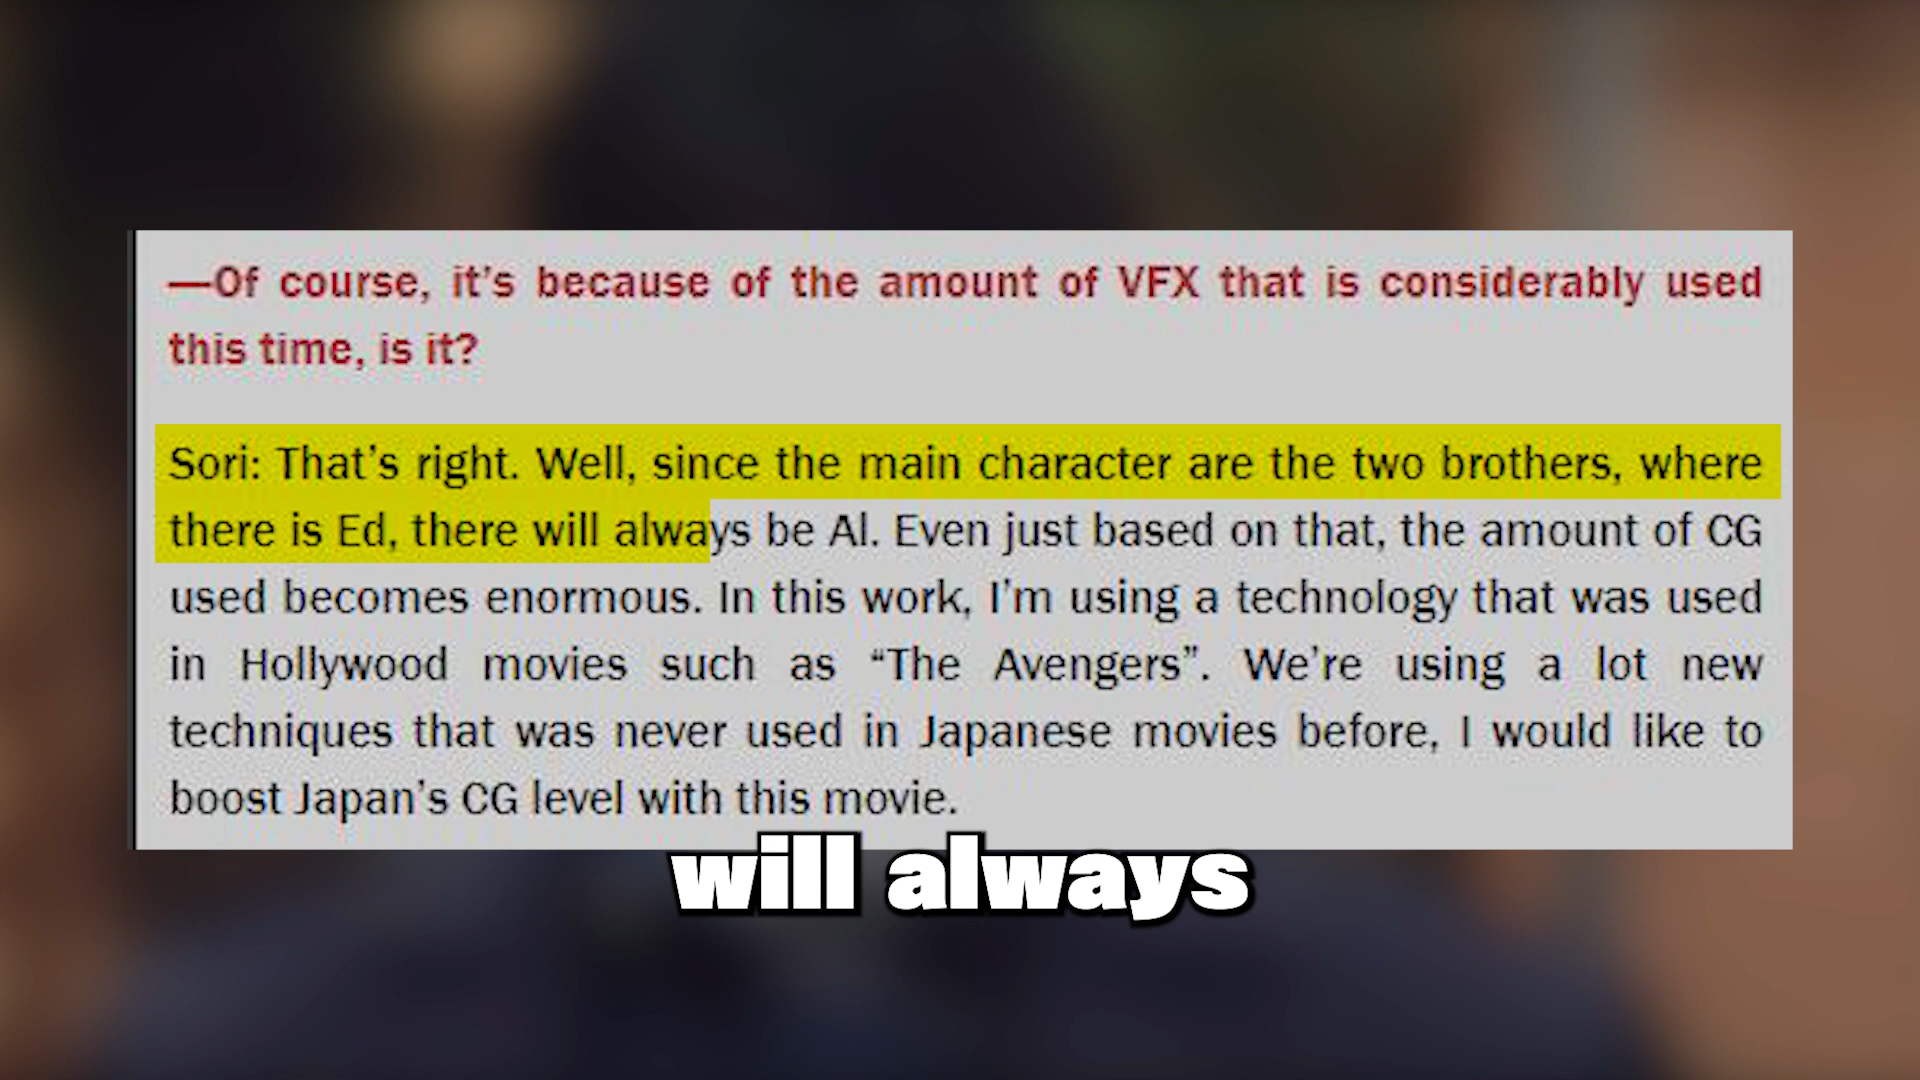 —Of course, it’s because of the amount of VFX that is considerably used
this time, is it?
Sori: That’s right. Well, since the main character are the two brothers, where
there is Ed, there will always be Al. Even just based on that, the amount of CG
used becomes enormous. In this work, I’m using a technology that was used
in Hollywood movies such as “The Avengers”. We’re using a lot new
techniques that was never used in Japanese movies before, I would like to
boost Japan’s CG level with this movie.
will always